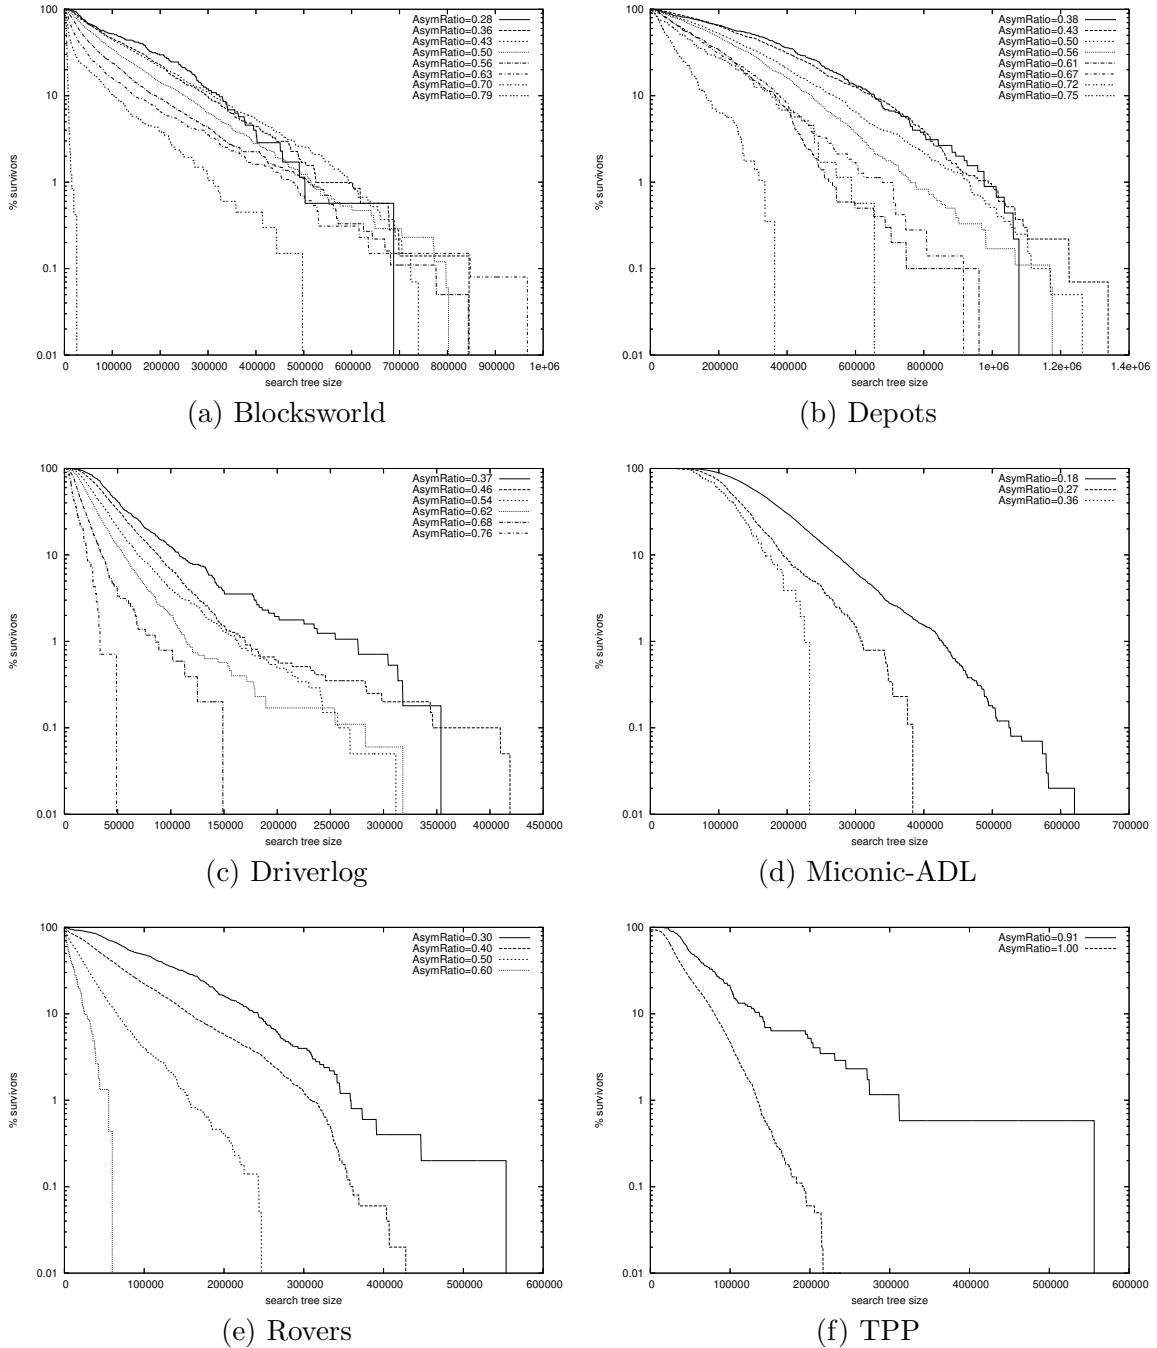 100
10
1
0.1
0.01
% survivors
AsymRatio=0.28
AsymRatio=0.36
AsymRatio=0.43
AsymRatio=0.50
AsymRatio=0.56
AsymRatio=0.63
AsymRatio=0.70
AsymRatio=0.79
0 100000 200000 300000 400000 500000 600000 700000 800000 900000 1e+06
search tree size
(a) Blocksworld
100
10
1
0.1
0.01
% survivors
AsymRatio=0.38
AsymRatio=0.43
AsymRatio=0.50
AsymRatio=0.56
AsymRatio=0.61
AsymRatio=0.67
AsymRatio=0.72
AsymRatio=0.75
0 200000 400000 600000 800000 1e+06 1.2e+06 1.4e+06
search tree size
(b) Depots
100
10
1
0.1
0.01
% survivors
AsymRatio=0.37
AsymRatio=0.46
AsymRatio=0.54
AsymRatio=0.62
AsymRatio=0.68
AsymRatio=0.76
0 50000 100000 150000 200000 250000 300000 350000 400000 450000
search tree size
(c) Driverlog
100
10
1
0.1
0.01
% survivors
AsymRatio=0.18
AsymRatio=0.27
AsymRatio=0.36
0 100000 200000 300000 400000 500000 600000 700000
search tree size
(d) Miconic-ADL
100
10
1
0.1
0.01
% survivors
AsymRatio=0.30
AsymRatio=0.40
AsymRatio=0.50
AsymRatio=0.60
0 100000 200000 300000 400000 500000 600000
search tree size
(e) Rovers
100
10
1
0.1
0.01
% survivors
AsymRatio=0.91
AsymRatio=1.00
0 100000 200000 300000 400000 500000 600000
search tree size
(f) TPP